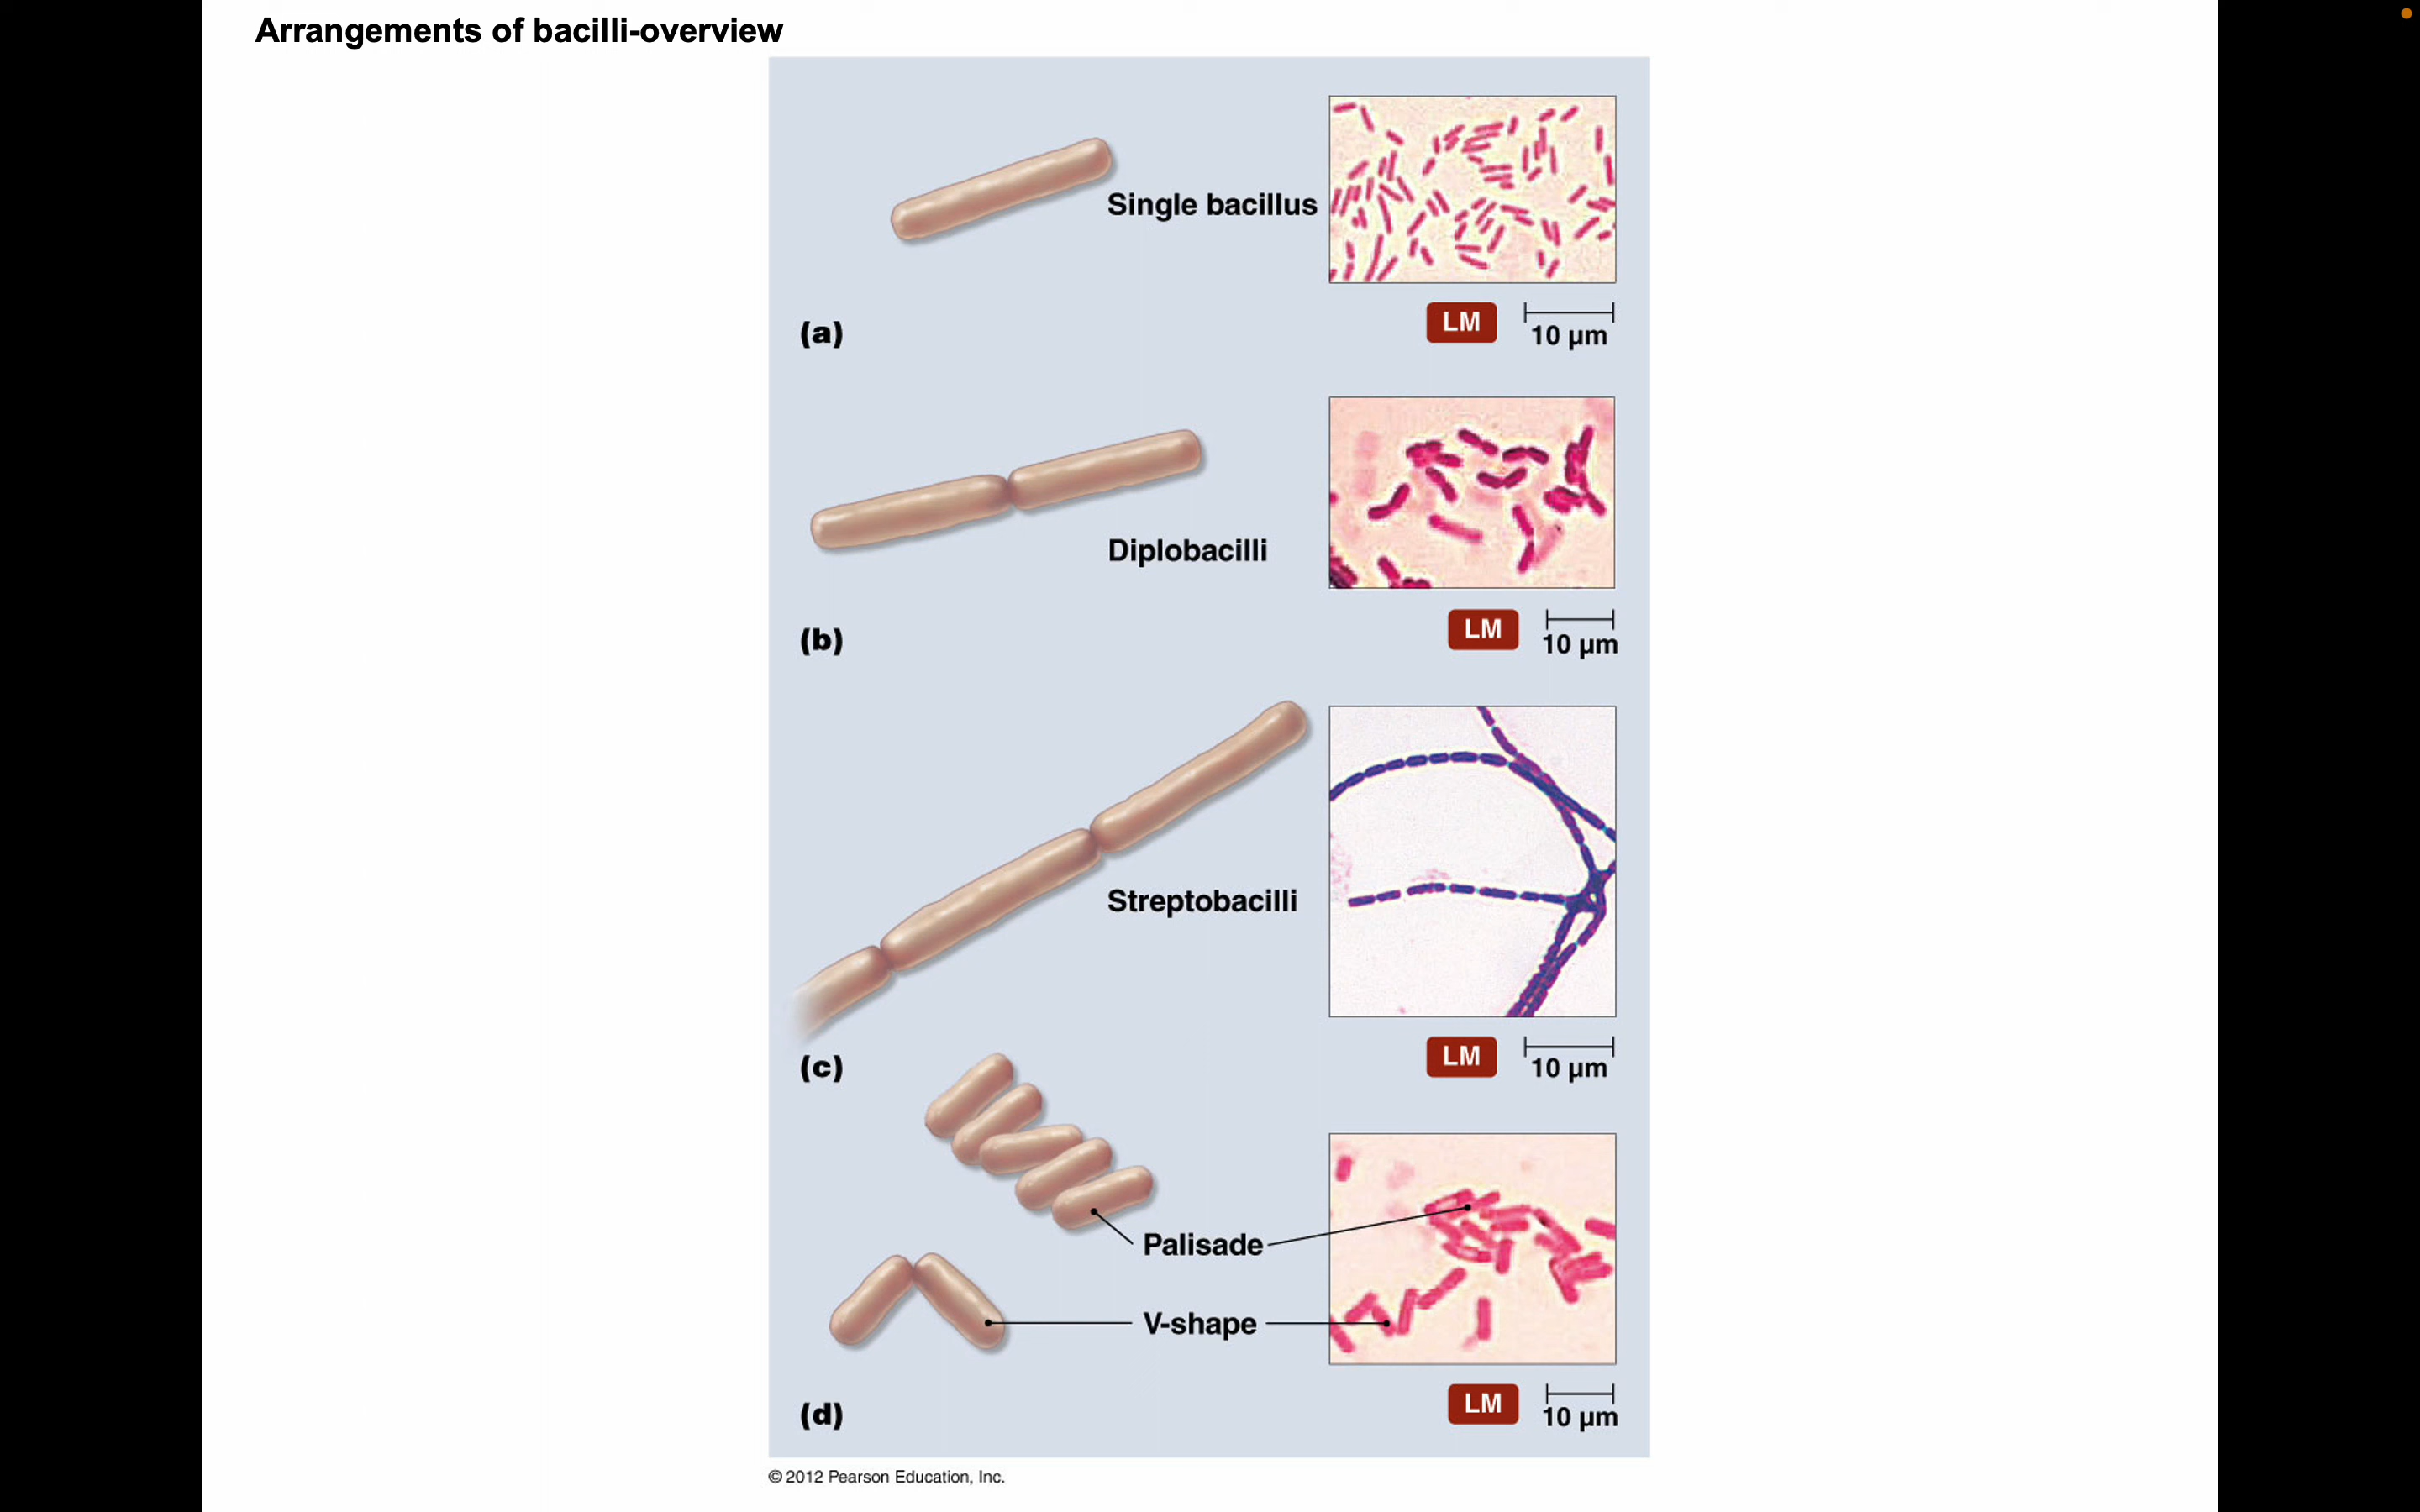 Arrangements of bacilli-overview
Single bacillus
LM
10 µm
(a)
Diplobacilli
LM
10 µm
(b)
Streptobacilli
LM
10 µm
(c)
Palisade
V-shape
LM
10 µm
(d)
© 2012 Pearson Education, Inc.